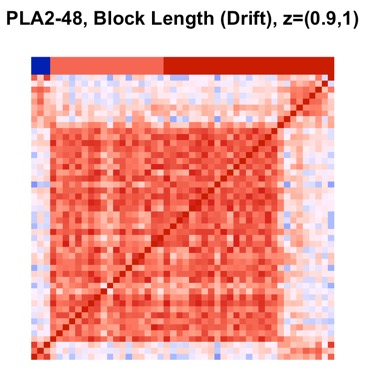 PLA2-48, Block Length (Drift), z=(0.9,1)